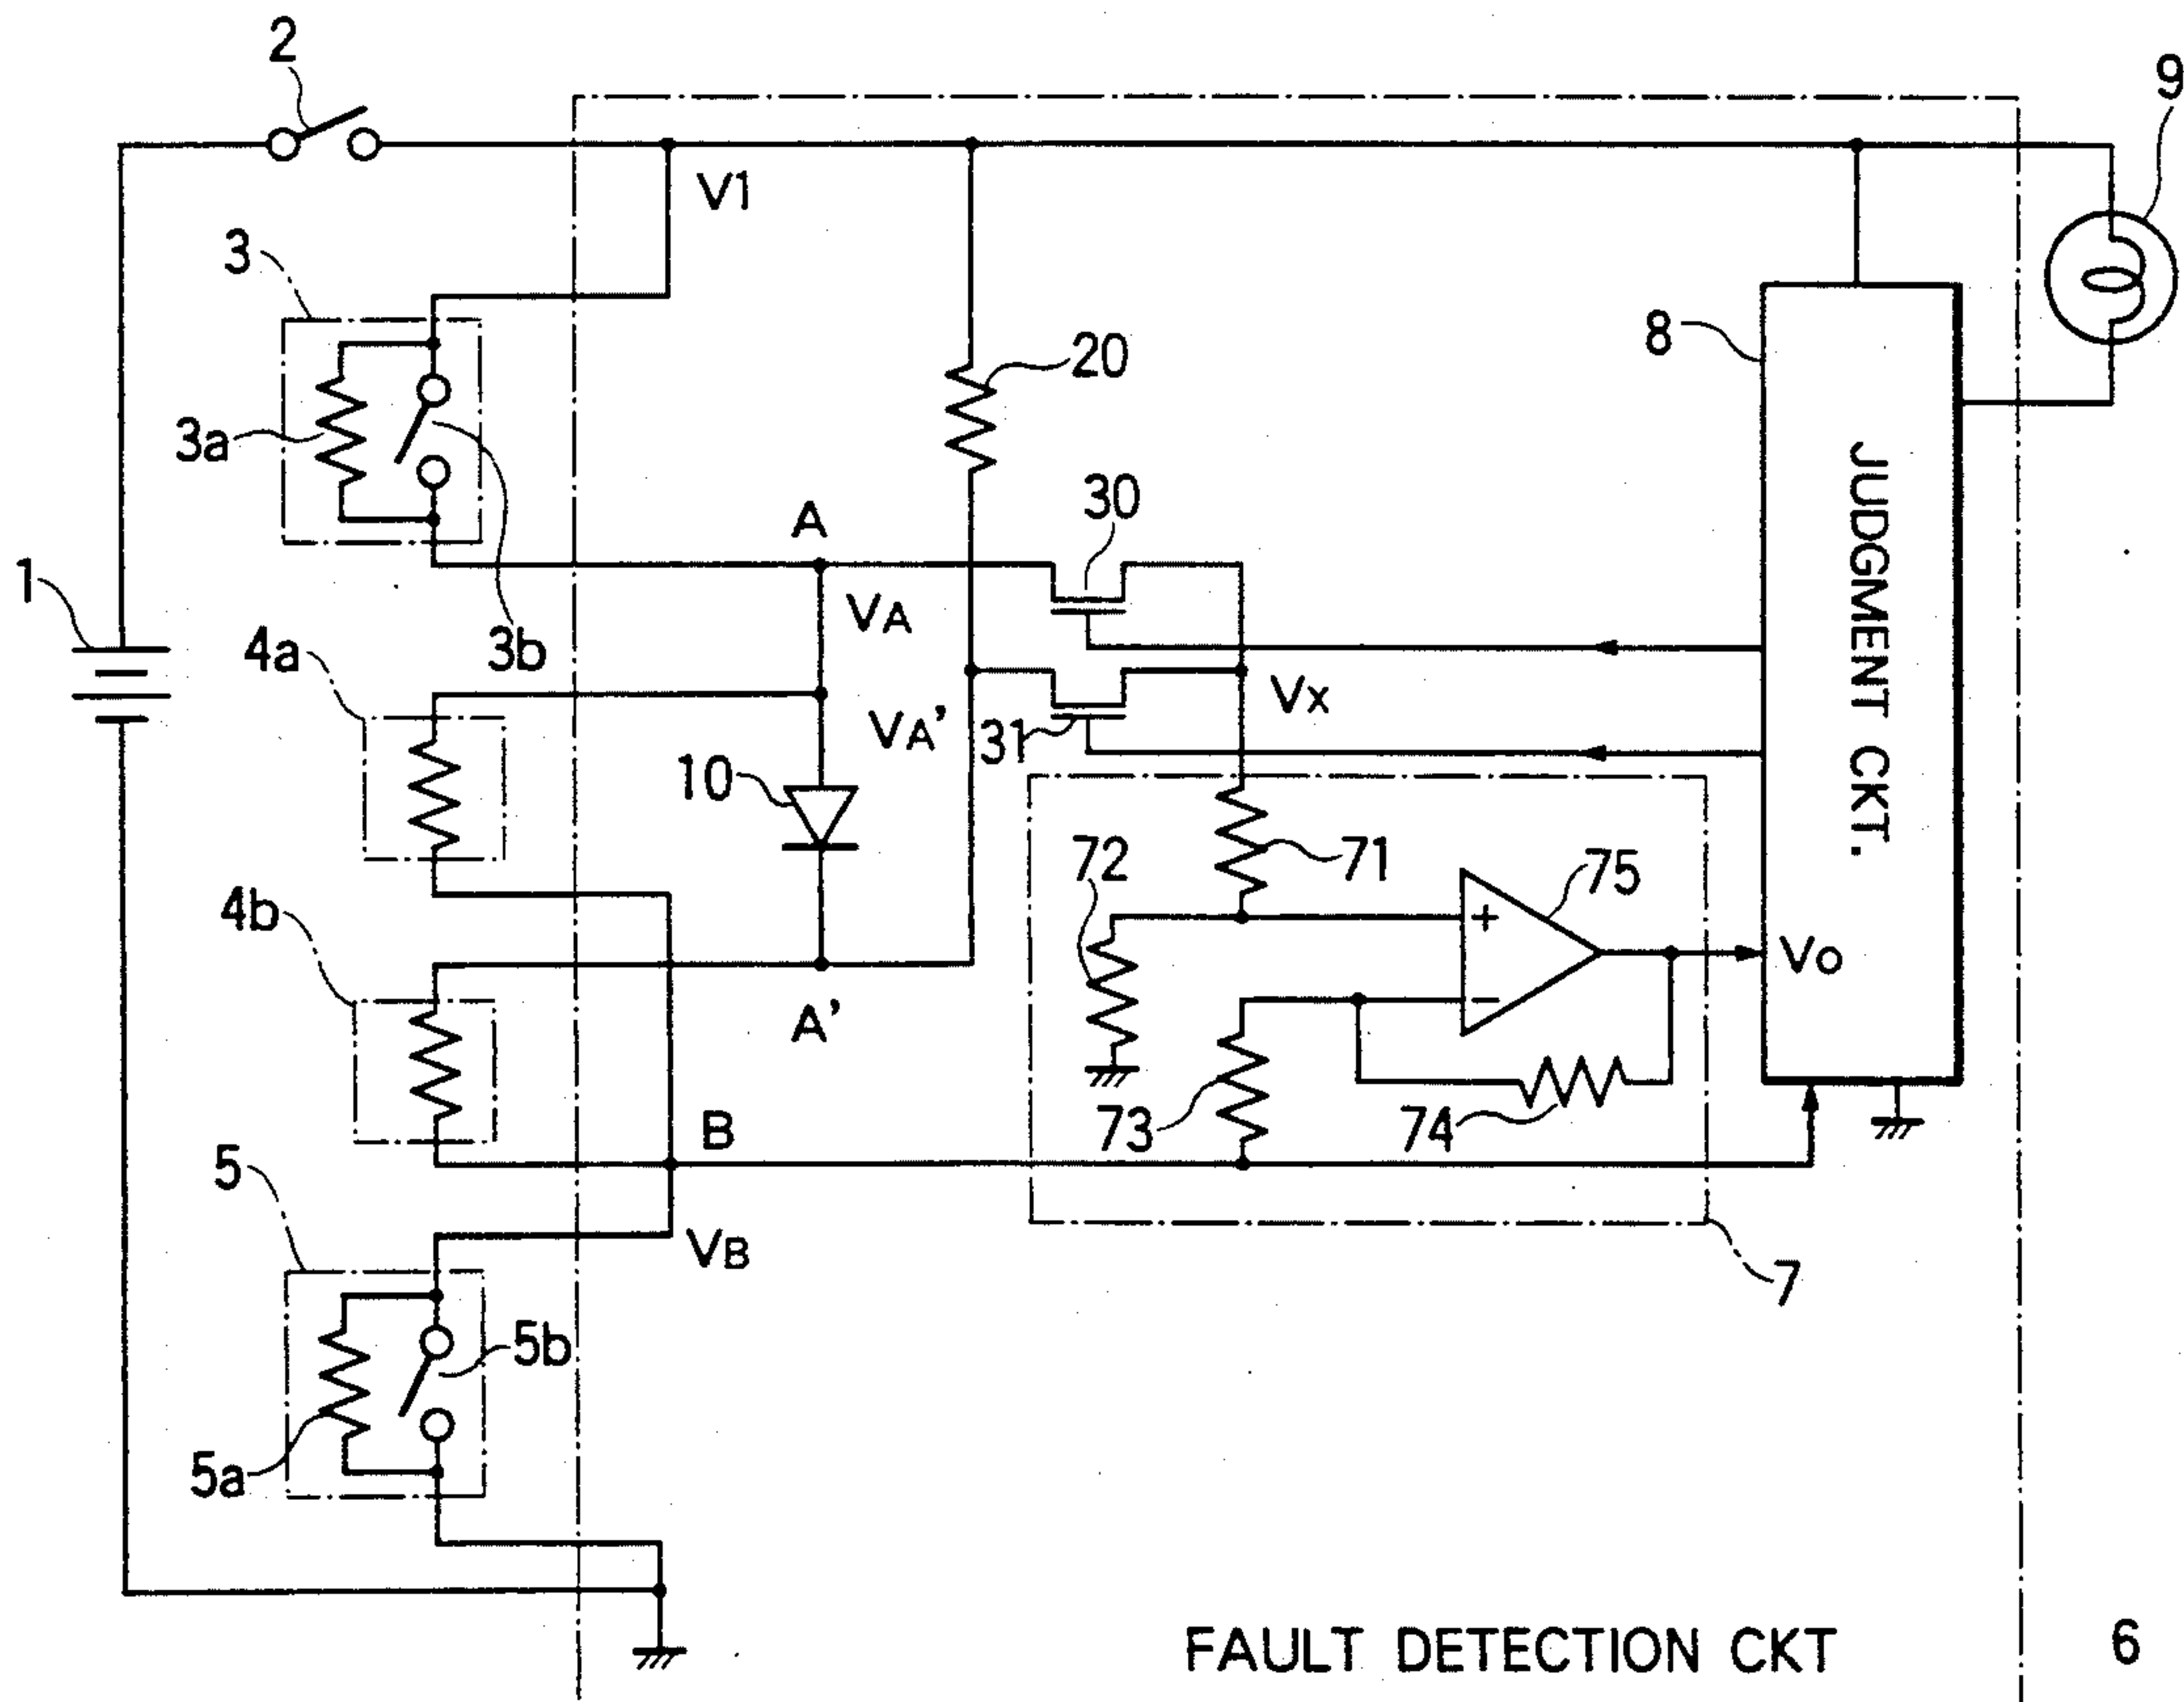 2
9
V1
3
8
20
3a
30
A
1
VA
3b
4a
VA'
31
VX
10
JUDGMENT CKT.
72
71
75
4b
VO
+
−
A'
73
74
B
5
VB
7
5b
5a
FAULT DETECTION CKT
6